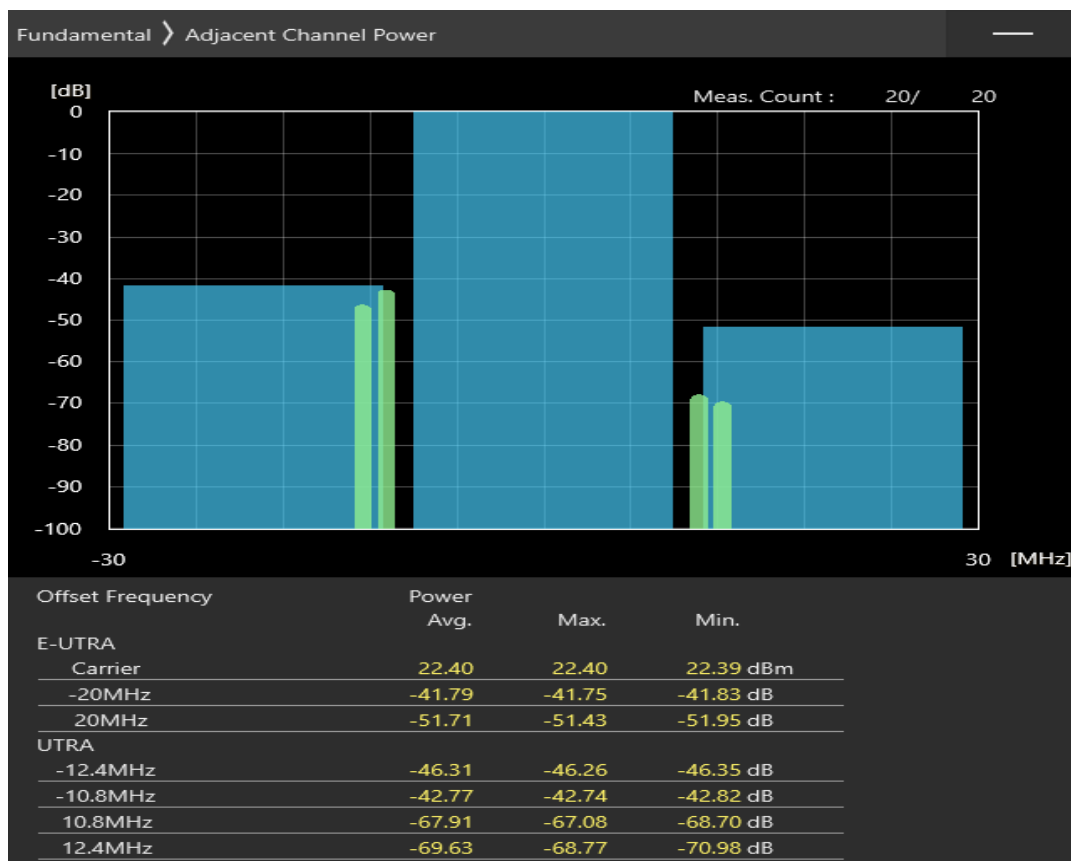 Fundamental ❯ Adjacent Channel Power
[dB]
Meas. Count : 20/ 20
0
-10
-20
-30
-40
-50
-60
-70
-80
-90
-100
-30 30 [MHz]
Offset Frequency Power
Avg. Max. Min.
E-UTRA
Carrier 22.40 22.40 22.39 dBm
-20MHz -41.79 -41.75 -41.83 dB
20MHz -51.71 -51.43 -51.95 dB
UTRA
-12.4MHz -46.31 -46.26 -46.35 dB
-10.8MHz -42.77 -42.74 -42.82 dB
10.8MHz -67.91 -67.08 -68.70 dB
12.4MHz -69.63 -68.77 -70.98 dB